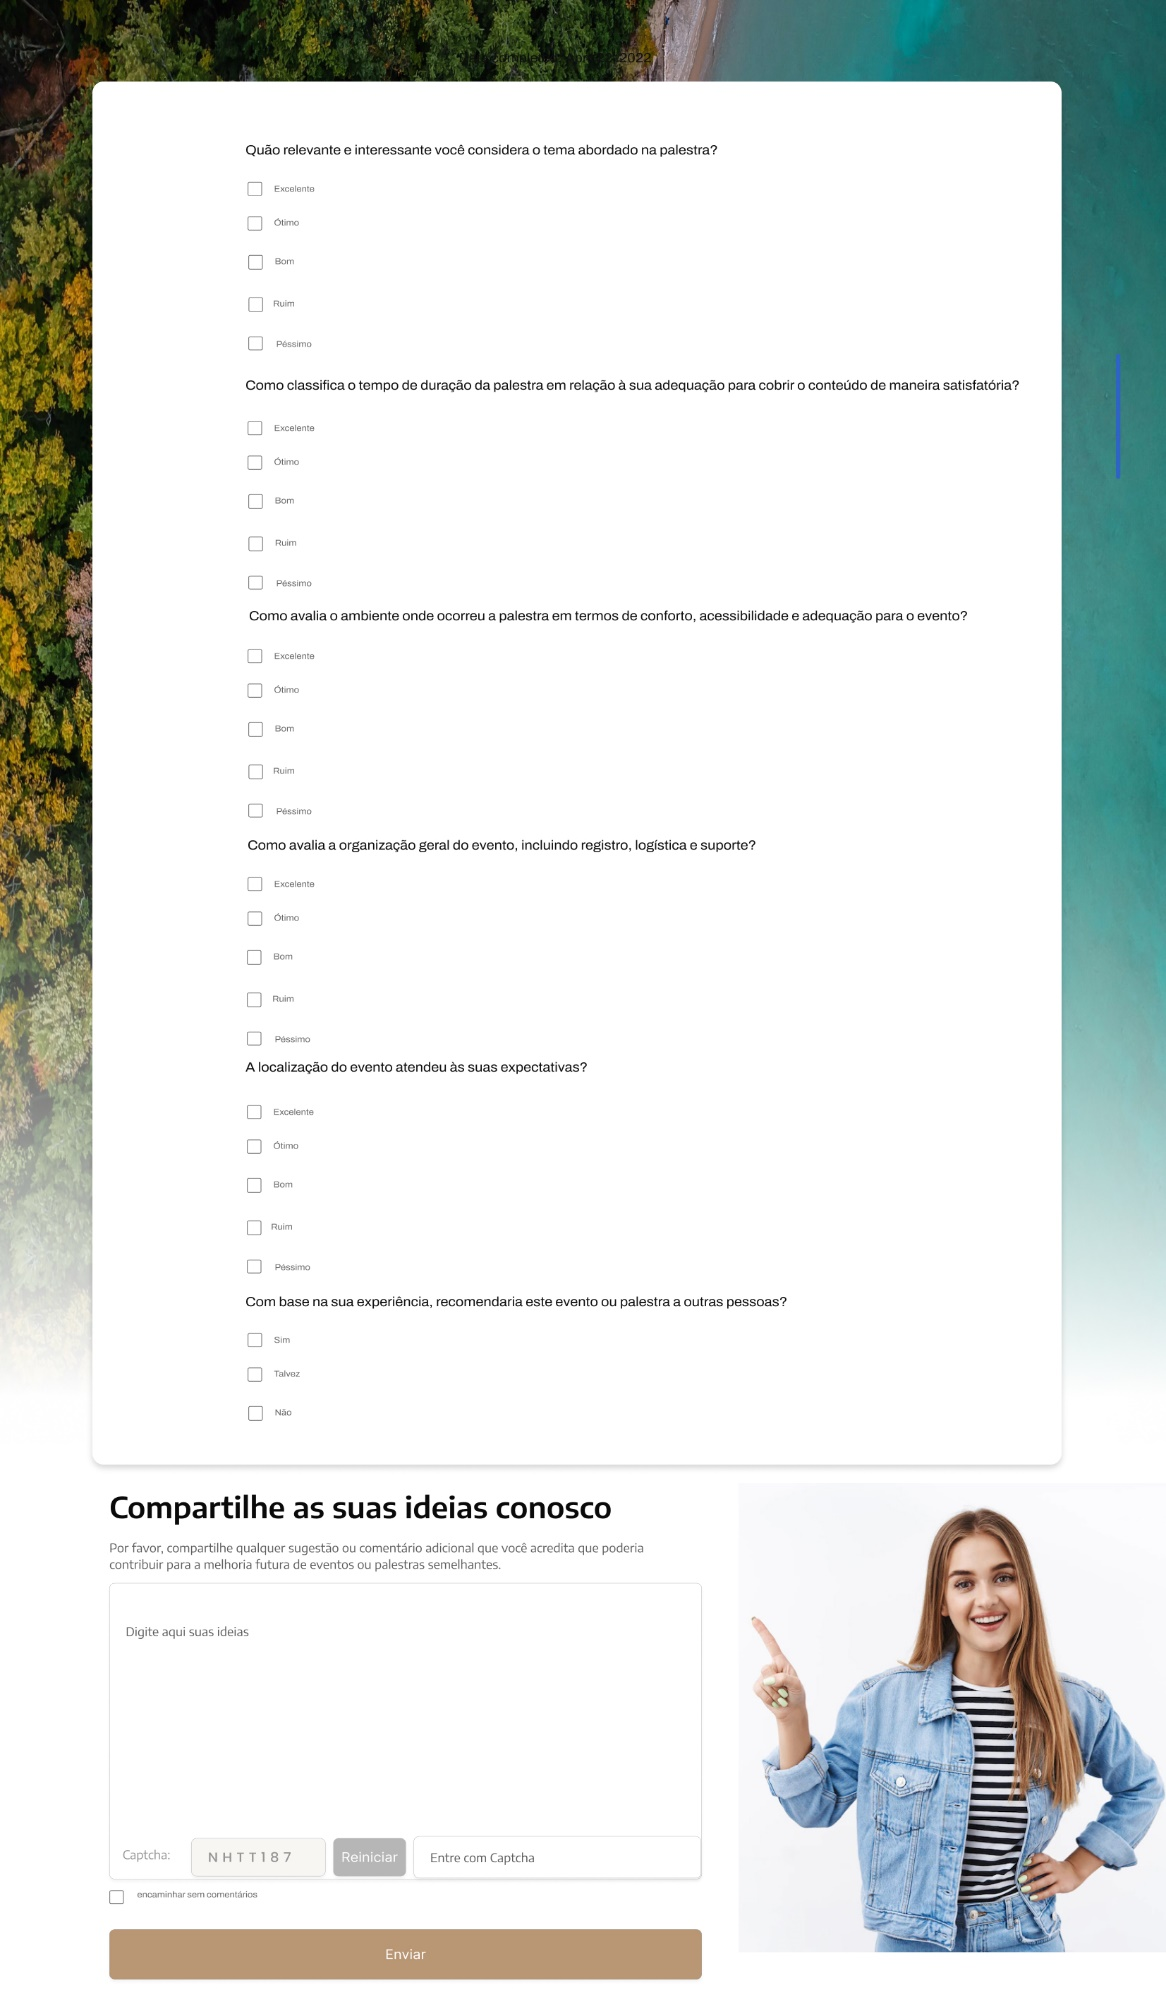 2022
Quão relevante e interessante você considera o tema abordado na palestra?
Excelente
Ótimo
Bom
Ruim
Péssimo
Como classifica o tempo de duração da palestra em relação à sua adequação para cobrir o conteúdo de maneira satisfatória?
Excelente
Ótimo
Bom
Ruim
Péssimo
Como avalia o ambiente onde ocorreu a palestra em termos de conforto, acessibilidade e adequação para o evento?
Excelente
Ótimo
Bom
Ruim
Péssimo
Como avalia a organização geral do evento, incluindo registro, logística e suporte?
Excelente
Ótimo
Bom
Ruim
Péssimo
A localização do evento atendeu às suas expectativas?
Excelente
Ótimo
Bom
Ruim
Péssimo
Com base na sua experiência, recomendaria este evento ou palestra a outras pessoas?
Sim
Talvez
Não
Compartilhe as suas ideias conosco
Por favor, compartilhe qualquer sugestão ou comentário adicional que você acredita que poderia
contribuir para a melhoria futura de eventos ou palestras semelhantes.
Digite aqui suas ideias
Captcha: NHTT187 Reiniciar Entre com Captcha
encaminhar sem comentários
Enviar